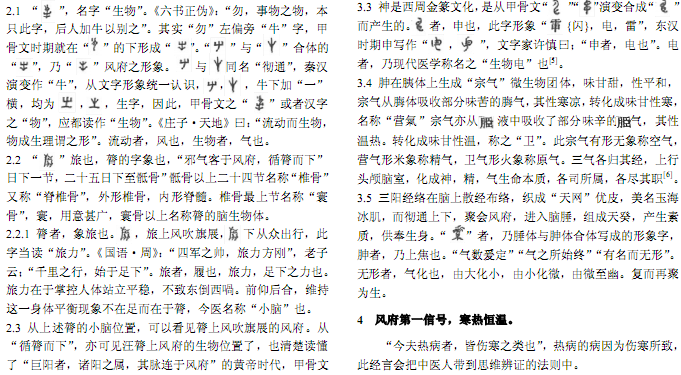 2.1 “ ”，名字“生物”。《六书正伪》：“勿，事物之物，本
只此字，后人加牛以别之”。其实“勿”左偏旁“牛”字，甲
骨文时期就在“ ”的下形成“ ”。“ ”与“ ”合体的
“ ”，乃“ ”风府之形象。 与 同名“彻通”，秦汉
演变作“牛”，从文字形象统一认识， ， ，牛下加“一”
横，均为 ， ，生字，因此，甲骨文之“ ”或者汉字
之“物”，应都读作“生物”。《庄子·天地》曰：“流动而生物，
物成生理谓之形”。流动者，风也，生物者，气也。
2.2 “ ”旅也，膂的字象也，“邪气客于风府，循膂而下”
日下一节，二十五日下至骶骨”骶骨以上二十四节名称“椎骨”
又称“脊椎骨”，外形椎骨，内形脊髓。椎骨最上节名称“寰
骨”，寰，用意甚广，寰骨以上名称膂的脑生物体。
2.2.1 膂者，象旅也。 ，旅上风吹旗展， 下从众出行，此
字当读“旅力”。《国语·周》：“四军之帅，旅力方刚”，老子
云：“千里之行，始于足下”。旅者，履也，旅力，足下之力也。
旅力在于掌控人体站立平稳，不致东倒西唱。前仰后合，维持
这一身体平衡现象不在足而在于膂，今医名称“小脑”也。
2.3 从上述膂的小脑位置，可以看见膂上风吹旗展的风府。从
“循膂而下”，亦可见汪膂上风府的生物位置了，也清楚读懂
了“巨阳者，诸阳之属，其脉连于风府”的黄帝时代，甲骨文
3.3 神是西周金篆文化，是从甲骨文“ ”“ ”演变合成“ ”
而产生的。 者，申也，此字形象“ {闪}，电，雷”，东汉
时期申写作“ ， ”，文字家许慎曰：“申者，电也”。电
者，乃现代医学称名之“生物电”也[5]。
3.4 肺在胰体上生成“宗气”微生物团体，味甘甜，性平和，
宗气从膺体吸收部分味苦的膺气，其性寒凉，转化成味甘性寒，
名称“营氣”宗气亦从 液中吸收了部分味辛的 气，其性
温热。转化成味甘性温，称之“卫”。此宗气有形无象称空气，
营气形米象称精气，卫气形火象称原气。三气各归其经，上行
头颅脑室，化成神，精，气生命本质，各司所属，各尽其职[6]。
3.5 三阳经络在脑上散经布络，织成“天网”优皮，美名玉海
冰肌，而彻通上下，聚会风府，进入脑腄，组成天癸，产生素
质，供奉生身。“ ”者，乃腄体与肿体合体写成的形象字，
肿者，乃上焦也。“气数爰定”“气之所始终”“有名而无形”。
无形者，气化也，由大化小，由小化微，由微至幽。复而再聚
为生。
4 风府第一信号，寒热恒温。
“今夫热病者，皆伤寒之类也”，热病的病因为伤寒所致，
此经言会把中医人带到思维辨证的法则中。